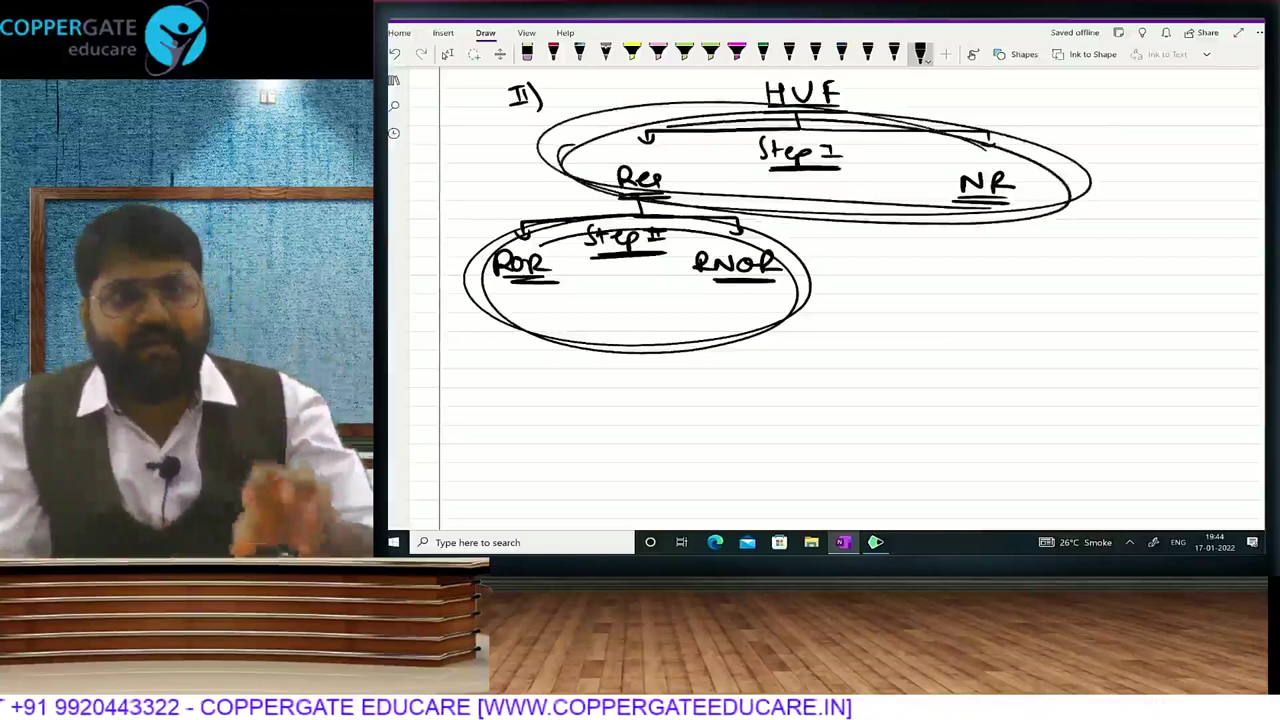 COPPERGATE
educare
Home Insert Draw View Help
Saved offline
Share
Shapes
Ink to Shape
Ink to Text
II)
HUF
Step I
Res
NR
Step II
ROR
RNOR
Type here to search
26°C Smoke
ENG
19:44
17-01-2022
+91 9920443322 - COPPERGATE EDUCARE [WWW.COPPERGATEEDUCARE.IN]